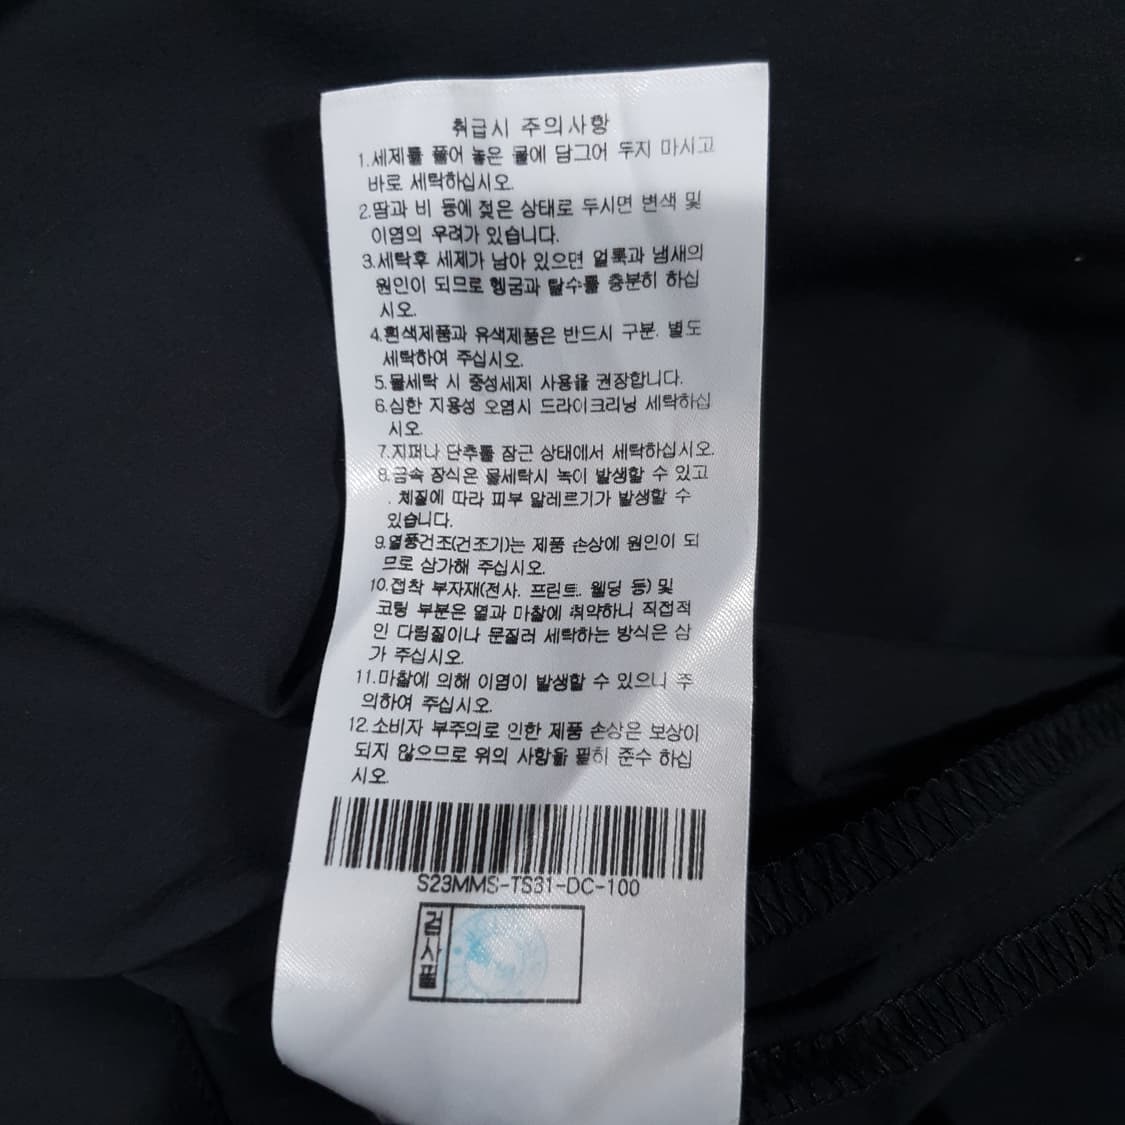 취급시 주의사항
1.세제를 풀어 놓은 물에 담그어 두지 마시고
바로 세탁하십시오.
2.땀과 비 등에 젖은 상태로 두시면 변색 및
이염의 우려가 있습니다.
3.세탁후 세제가 남아 있으면 얼룩과 냄새의
원인이 되므로 헹굼과 탈수를 충분히 하십
시오.
4.흰색제품과 유색제품은 반드시 구분. 별도
세탁하여 주십시오.
5.물세탁 시 중성세제 사용을 권장합니다.
6.심한 지용성 오염시 드라이크리닝 세탁하십
시오.
7.지퍼나 단추를 잠근 상태에서 세탁하십시오.
8.금속 장식은 물세탁시 녹이 발생할 수 있고
. 체질에 따라 피부 알레르기가 발생할 수
있습니다.
9.열풍건조(건조기)는 제품 손상에 원인이 되
므로 삼가해 주십시오.
10.접착 부자재(전사. 프린트. 웰딩 등) 및
코팅 부분은 열과 마찰에 취약하니 직접적
인 다림질이나 문질러 세탁하는 방식은 삼
가 주십시오.
11.마찰에 의해 이염이 발생할 수 있으니 주
의하여 주십시오.
12.소비자 부주의로 인한 제품 손상은 보상이
되지 않으므로 위의 사항을 필히 준수 하십
시오.
S23MMS-TS31-DC-100
검사필